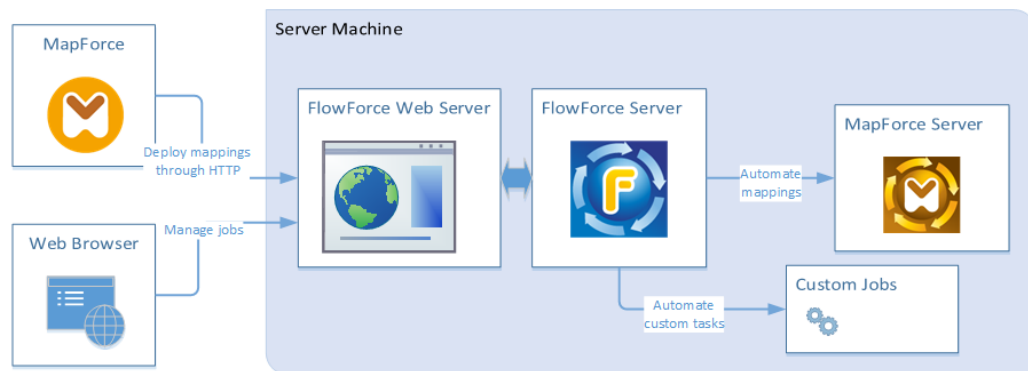 Server Machine
MapForce
FlowForce Web Server
FlowForce Server
MapForce Server
Deploy mappings
through HTTP
Automate
mappings
Manage jobs
Web Browser
Custom Jobs
Automate
custom tasks